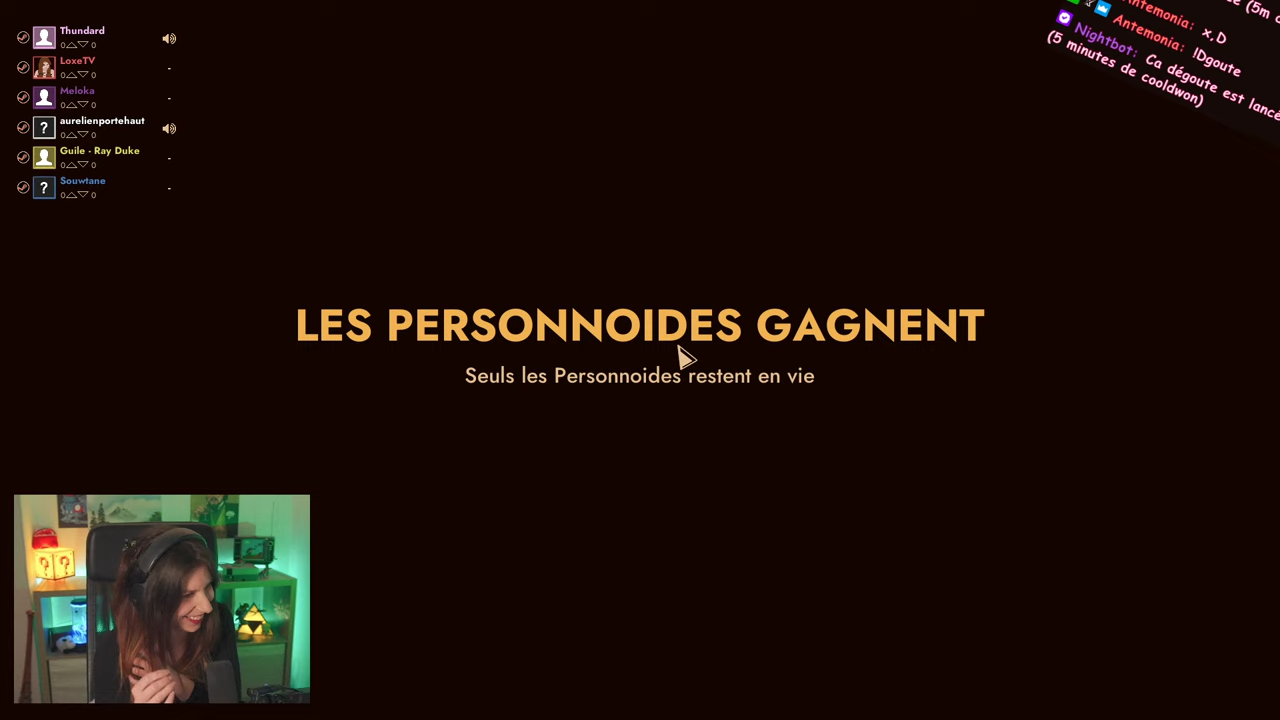 Thundard
0 0
LoxeTV
0 0
-
Meloka
0 0
-
aurelienportehaut
0 0
Guile - Ray Duke
0 0
-
Souwtane
0 0
-
(5m
Antemonia: x,D
Antemonia: !Dgoute
Nightbot: Ca dégoute est lancé
(5 minutes de cooldwon)
LES PERSONNOIDES GAGNENT
Seuls les Personnoides restent en vie